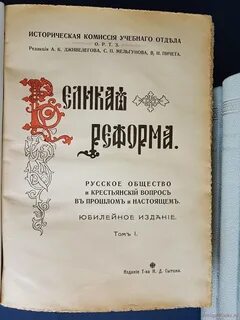 ИСТОРИЧЕСКАЯ КОМИССІЯ УЧЕБНАГО ОТДѢЛА
О. Р. Т. З.
Редакція А. К. ДЖИВЕЛЕГОВА, С. П. МЕЛЬГУНОВА, В. И. ПИЧЕТА.
ВЕЛИКАЯ
РЕФОРМА.
РУССКОЕ ОБЩЕСТВО
и КРЕСТЬЯНСКІЙ ВОПРОСЪ
ВЪ ПРОШЛОМЪ и НАСТОЯЩЕМЪ.
ЮБИЛЕЙНОЕ ИЗДАНІЕ.
Томъ I.
Изданіе Т-ва И. Д. Сытина.